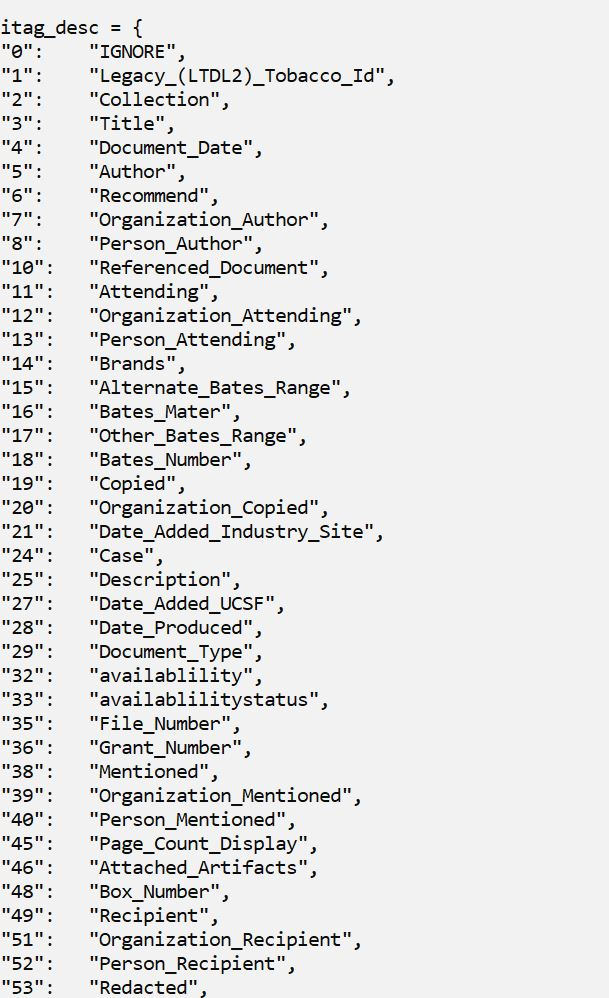 itag_desc = {
"0":    "IGNORE",
"1":    "Legacy_(LTDL2)_Tobacco_Id",
"2":    "Collection",
"3":    "Title",
"4":    "Document_Date",
"5":    "Author",
"6":    "Recommend",
"7":    "Organization_Author",
"8":    "Person_Author",
"10":   "Referenced_Document",
"11":   "Attending",
"12":   "Organization_Attending",
"13":   "Person_Attending",
"14":   "Brands",
"15":   "Alternate_Bates_Range",
"16":   "Bates_Mater",
"17":   "Other_Bates_Range",
"18":   "Bates_Number",
"19":   "Copied",
"20":   "Organization_Copied",
"21":   "Date_Added_Industry_Site",
"24":   "Case",
"25":   "Description",
"27":   "Date_Added_UCSF",
"28":   "Date_Produced",
"29":   "Document_Type",
"32":   "availablility",
"33":   "availablilitystatus",
"35":   "File_Number",
"36":   "Grant_Number",
"38":   "Mentioned",
"39":   "Organization_Mentioned",
"40":   "Person_Mentioned",
"45":   "Page_Count_Display",
"46":   "Attached_Artifacts",
"48":   "Box_Number",
"49":   "Recipient",
"51":   "Organization_Recipient",
"52":   "Person_Recipient",
"53":   "Redacted",